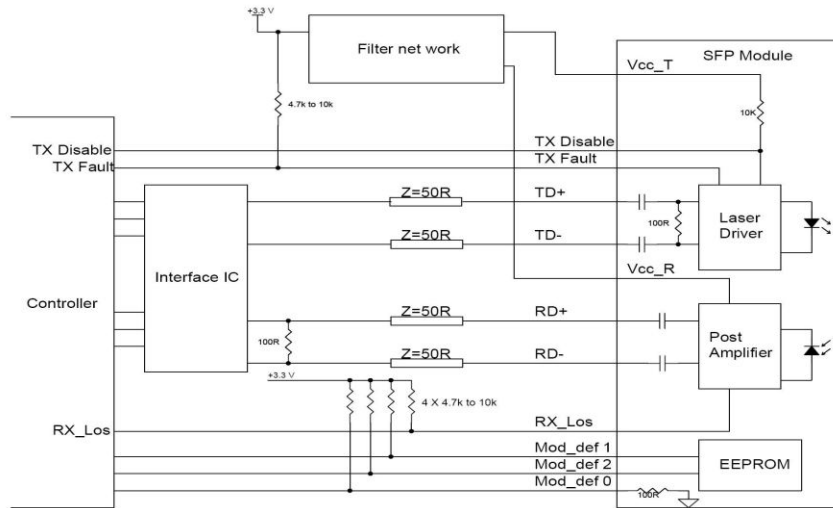 +3.3 V
Filter net work
SFP Module
Vcc_T
4.7k to 10k
10K
TX Disable
TX Disable
TX Fault
TX Fault
Z=50R
TD+
100R
Laser
Driver
Z=50R
TD-
Interface IC
Vcc_R
Controller
Z=50R
RD+
100R
Post
Amplifier
Z=50R
RD-
+3.3 V
4 X 4.7k to 10k
RX_Los
RX_Los
Mod_def 1
Mod_def 2
EEPROM
Mod_def 0
100R